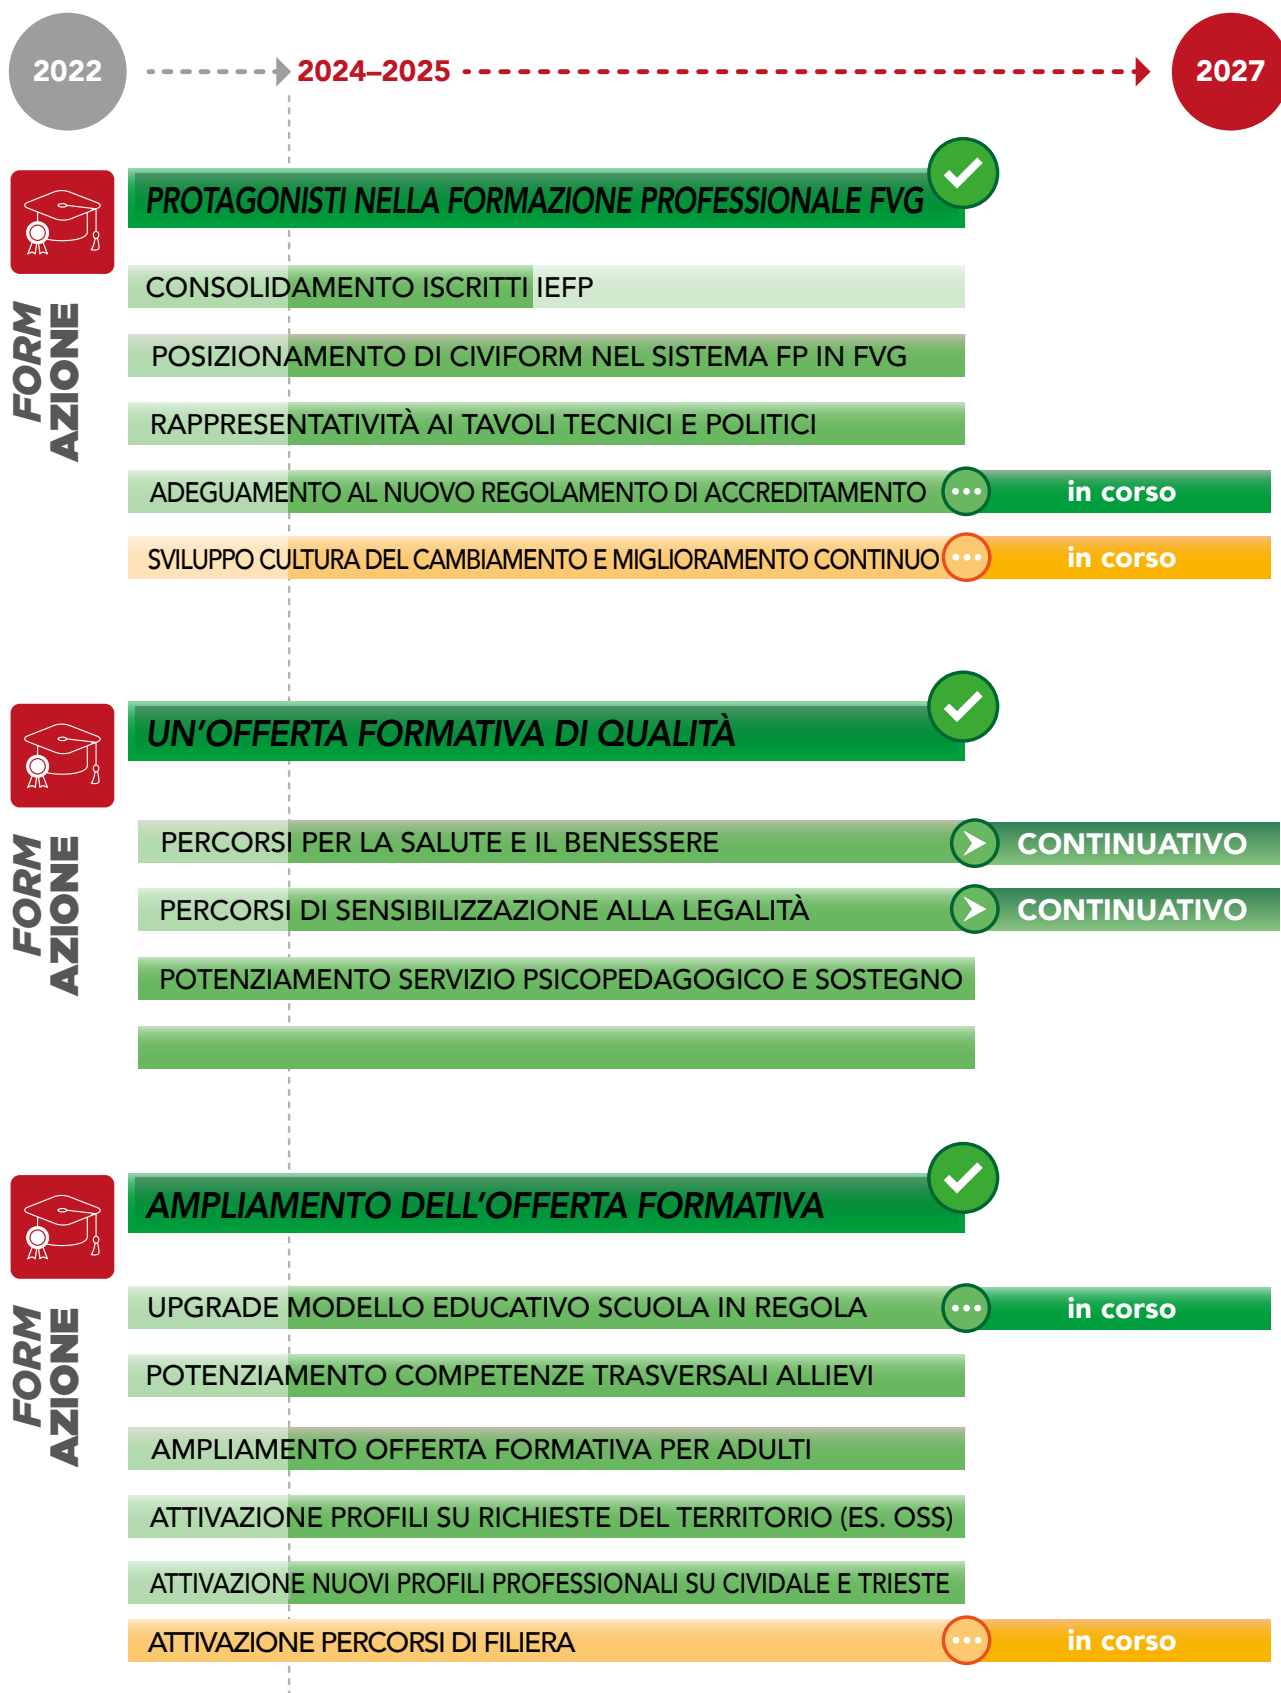 2022
2024–2025
2027
PROTAGONISTI NELLA FORMAZIONE PROFESSIONALE FVG
FORM
AZIONE
CONSOLIDAMENTO ISCRITTI IEFP
POSIZIONAMENTO DI CIVIFORM NEL SISTEMA FP IN FVG
RAPPRESENTATIVITÀ AI TAVOLI TECNICI E POLITICI
ADEGUAMENTO AL NUOVO REGOLAMENTO DI ACCREDITAMENTO
in corso
SVILUPPO CULTURA DEL CAMBIAMENTO E MIGLIORAMENTO CONTINUO
in corso
UN’OFFERTA FORMATIVA DI QUALITÀ
FORM
AZIONE
PERCORSI PER LA SALUTE E IL BENESSERE
CONTINUATIVO
PERCORSI DI SENSIBILIZZAZIONE ALLA LEGALITÀ
CONTINUATIVO
POTENZIAMENTO SERVIZIO PSICOPEDAGOGICO E SOSTEGNO
AMPLIAMENTO DELL’OFFERTA FORMATIVA
FORM
AZIONE
UPGRADE MODELLO EDUCATIVO SCUOLA IN REGOLA
in corso
POTENZIAMENTO COMPETENZE TRASVERSALI ALLIEVI
AMPLIAMENTO OFFERTA FORMATIVA PER ADULTI
ATTIVAZIONE PROFILI SU RICHIESTE DEL TERRITORIO (ES. OSS)
ATTIVAZIONE NUOVI PROFILI PROFESSIONALI SU CIVIDALE E TRIESTE
ATTIVAZIONE PERCORSI DI FILIERA
in corso